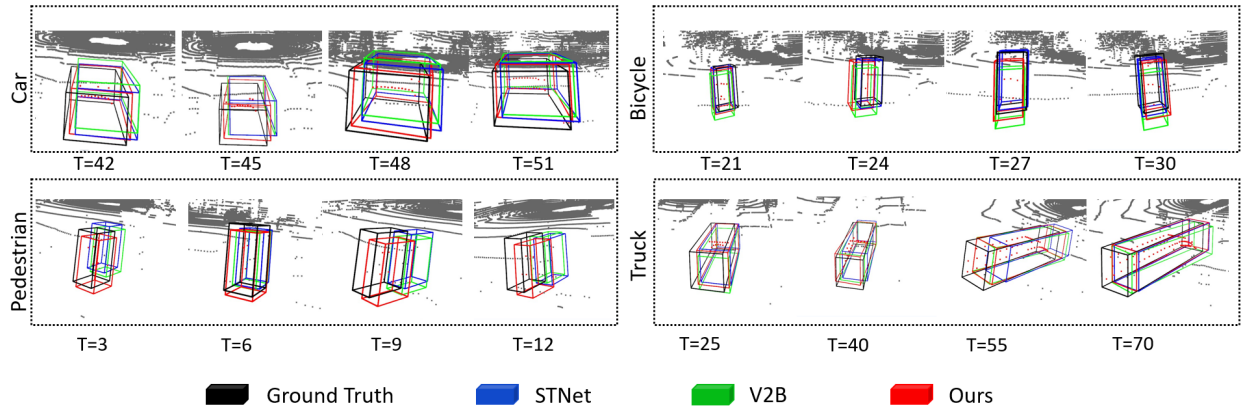 Car
T=42 T=45 T=48 T=51
Bicycle
T=21 T=24 T=27 T=30
Pedestrian
T=3 T=6 T=9 T=12
Truck
T=25 T=40 T=55 T=70
Ground Truth STNet V2B Ours